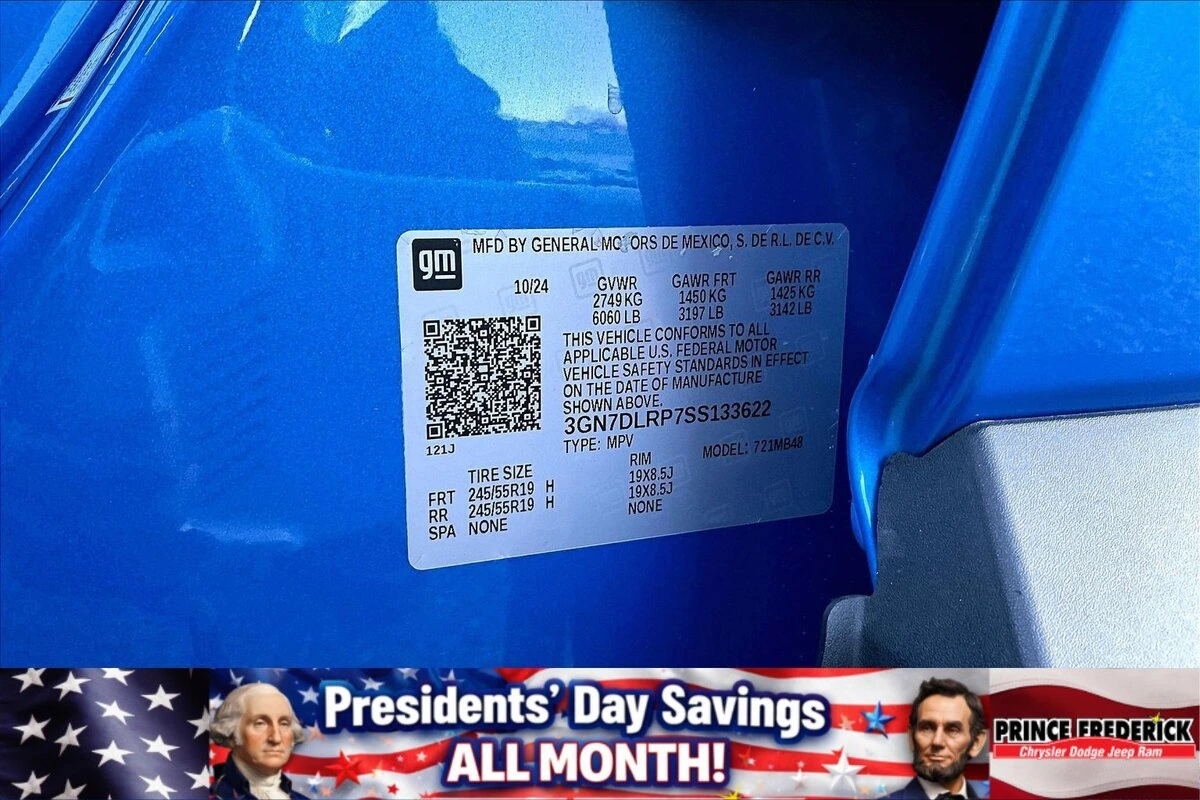 gm
MFD BY GENERAL MOTORS DE MEXICO, S. DE R.L. DE C.V.
10/24
GVWR GAWR FRT GAWR RR
2749 KG 1450 KG 1425 KG
6060 LB 3197 LB 3142 LB
THIS VEHICLE CONFORMS TO ALL
APPLICABLE U.S. FEDERAL MOTOR
VEHICLE SAFETY STANDARDS IN EFFECT
ON THE DATE OF MANUFACTURE
SHOWN ABOVE.
3GN7DLRP7SS133622
121J
TYPE: MPV MODEL: 721MB48
TIRE SIZE RIM
FRT 245/55R19 H 19X8.5J
RR 245/55R19 H 19X8.5J
SPA NONE NONE
Presidents' Day Savings
ALL MONTH!
PRINCE FREDERICK
Chrysler Dodge Jeep Ram